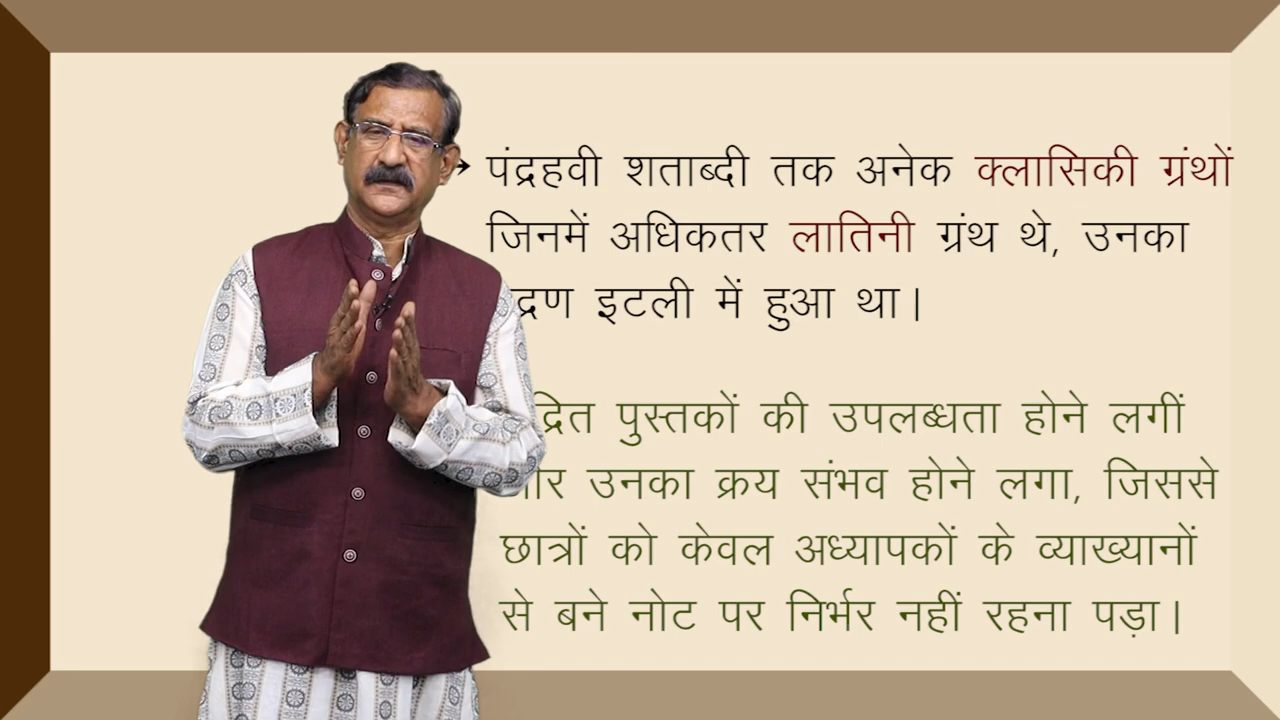 पंद्रहवी शताब्दी तक अनेक क्लासिकी ग्रंथों
जिनमें अधिकतर लातिनी ग्रंथ थे, उनका
इटली में हुआ था।
पुस्तकों की उपलब्धता होने लगीं
उनका क्रय संभव होने लगा, जिससे
छात्रों को केवल अध्यापकों के व्याख्यानों
से बने नोट पर निर्भर नहीं रहना पड़ा।